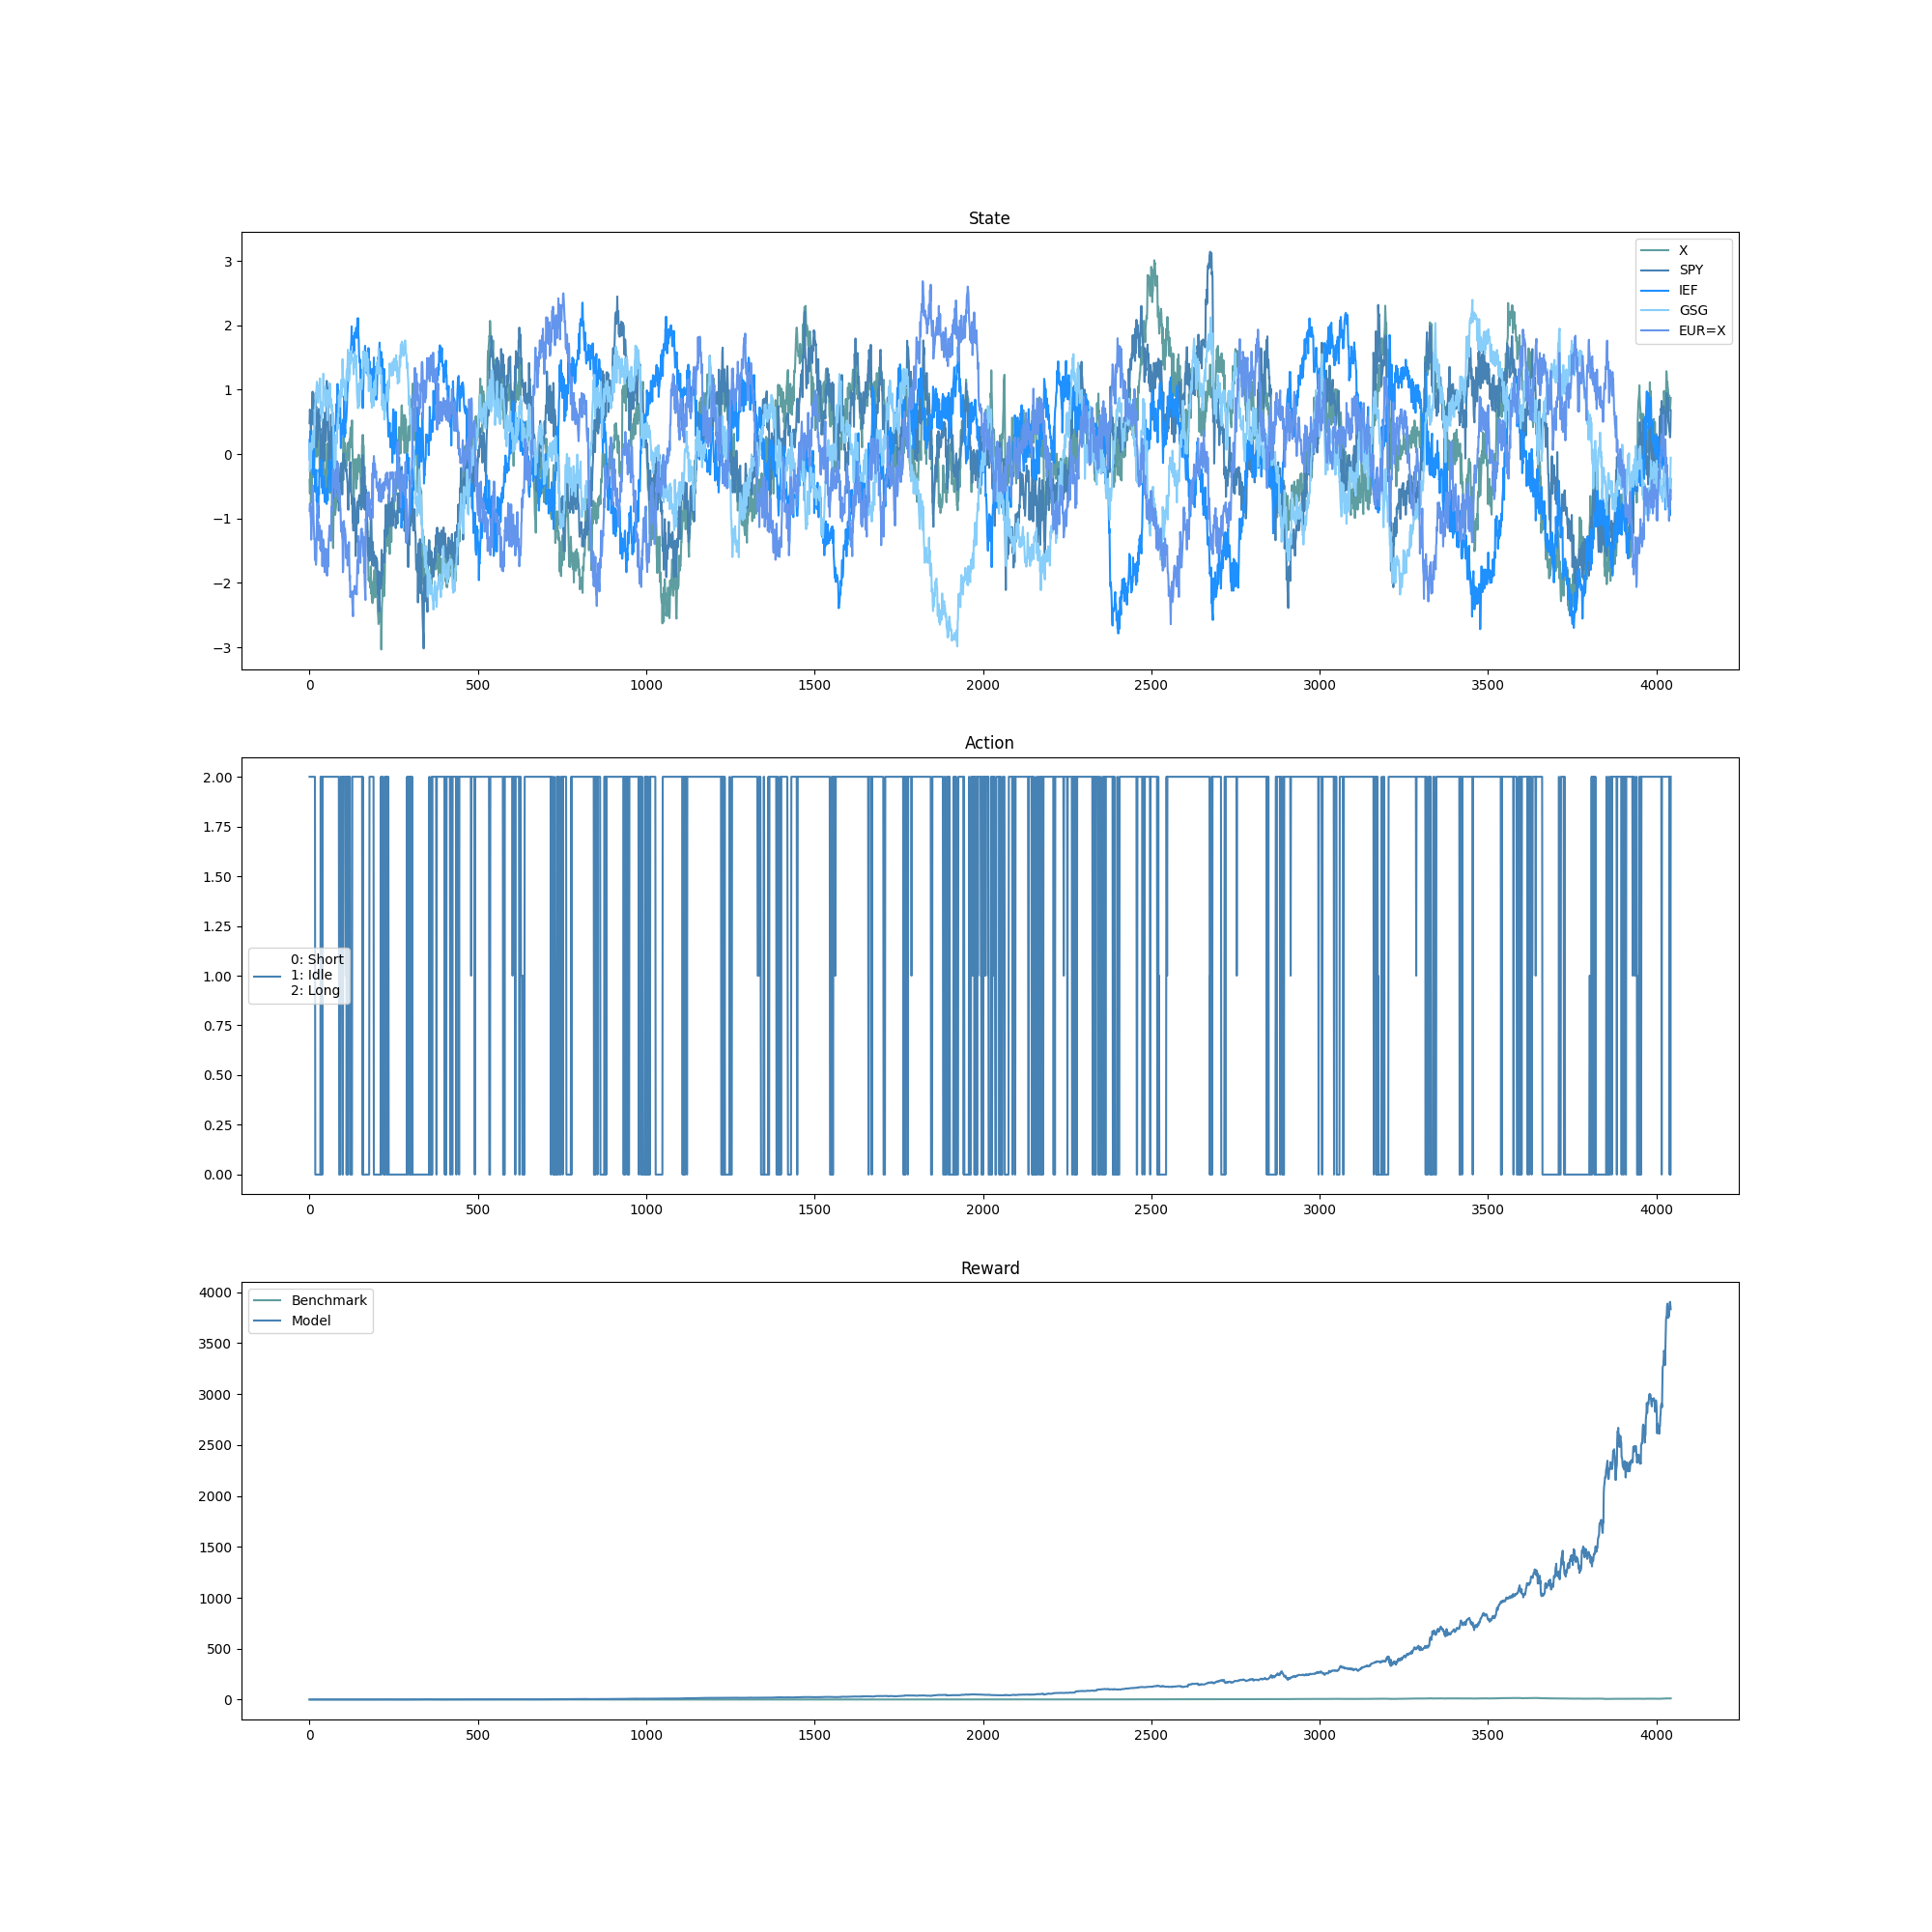 State
3
2
1
0
−1
−2
−3
X
SPY
IEF
GSG
EUR=X
0 500 1000 1500 2000 2500 3000 3500 4000
Action
2.00
1.75
1.50
1.25
1.00
0.75
0.50
0.25
0.00
0: Short
1: Idle
2: Long
0 500 1000 1500 2000 2500 3000 3500 4000
Reward
4000
3500
3000
2500
2000
1500
1000
500
0
Benchmark
Model
0 500 1000 1500 2000 2500 3000 3500 4000